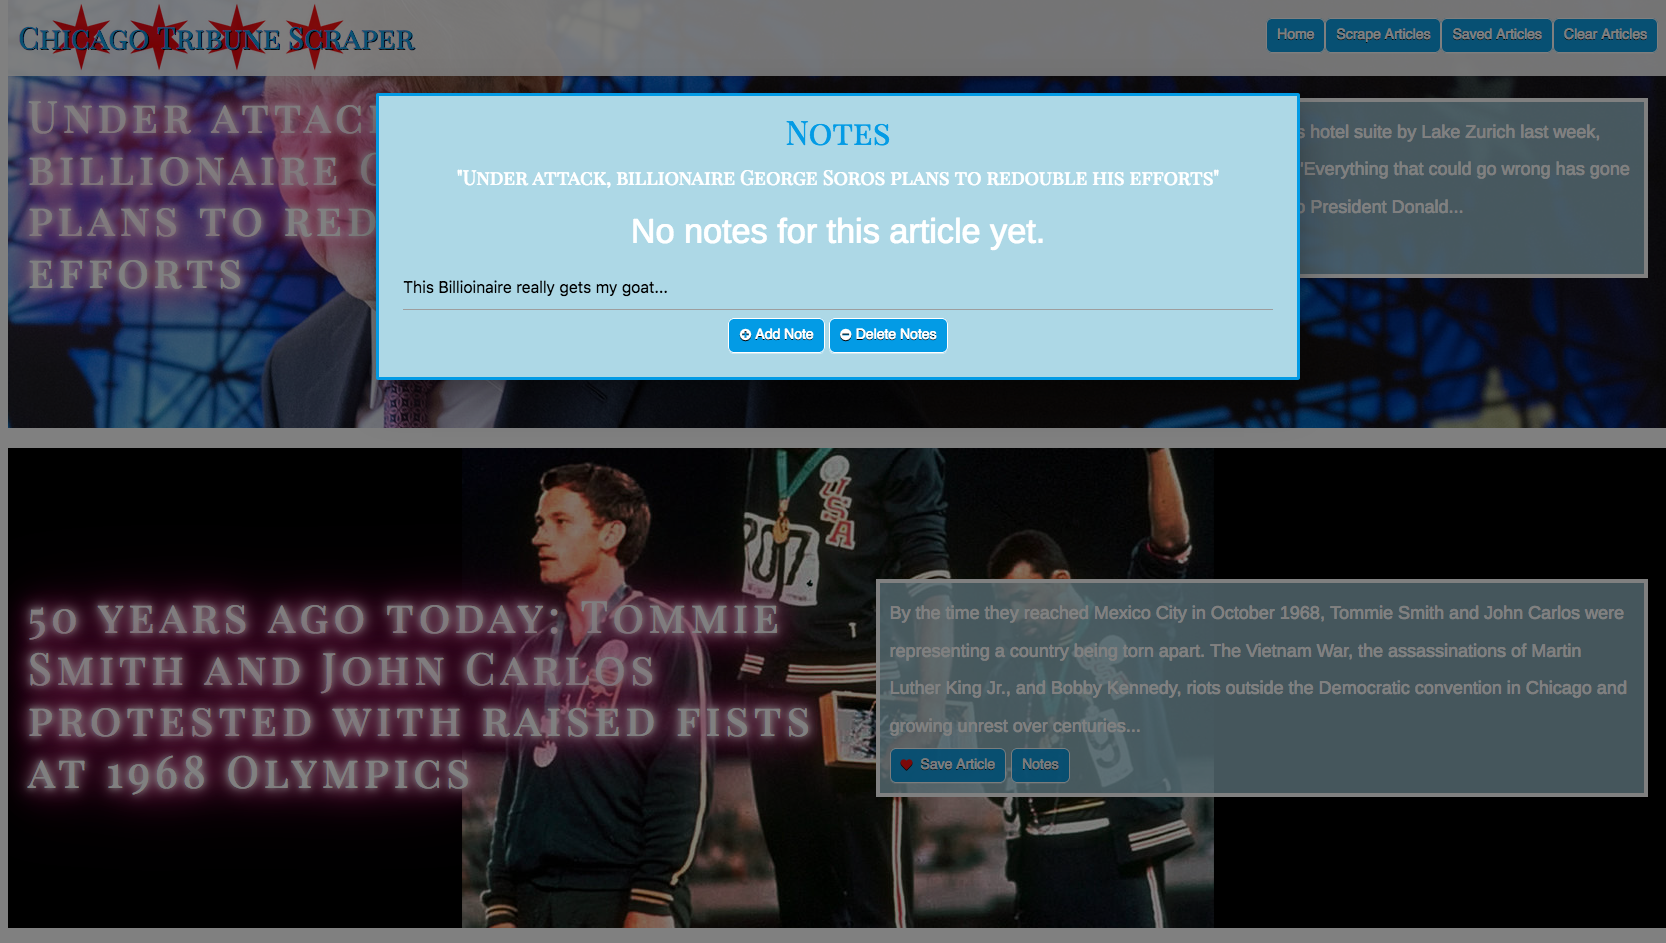 Chicago Tribune Scraper
Home
Scrape Articles
Saved Articles
Clear Articles
Under attac
billionaire
plans to red
efforts
s hotel suite by Lake Zurich last week,
"Everything that could go wrong has gone
President Donald...
Notes
"Under attack, billionaire George Soros plans to redouble his efforts"
No notes for this article yet.
This Billioinaire really gets my goat...
Add Note
Delete Notes
50 years ago today: Tommie
Smith and John Carlos
protested with raised fists
at 1968 Olympics
USA
By the time they reached Mexico City in October 1968, Tommie Smith and John Carlos were
representing a country being torn apart. The Vietnam War, the assassinations of Martin
Luther King Jr., and Bobby Kennedy, riots outside the Democratic convention in Chicago and
growing unrest over centuries...
Save Article
Notes